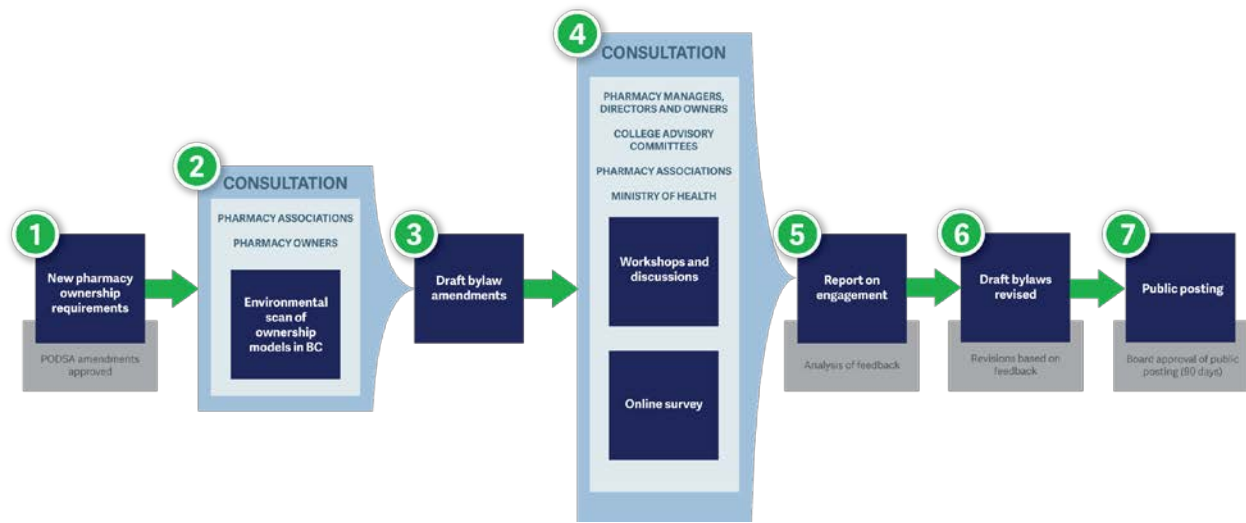 1
New pharmacy
ownership
requirements
PODSA amendments
approved
2
CONSULTATION
PHARMACY ASSOCIATIONS
PHARMACY OWNERS
Environmental
scan of
ownership
models in BC
3
Draft bylaw
amendments
4
CONSULTATION
PHARMACY MANAGERS,
DIRECTORS AND OWNERS
COLLEGE ADVISORY
COMMITTEES
PHARMACY ASSOCIATIONS
MINISTRY OF HEALTH
Workshops and
discussions
Online survey
5
Report on
engagement
Analysis of feedback
6
Draft bylaws
revised
Revisions based on
feedback
7
Public posting
Board approval of public
posting (90 days)